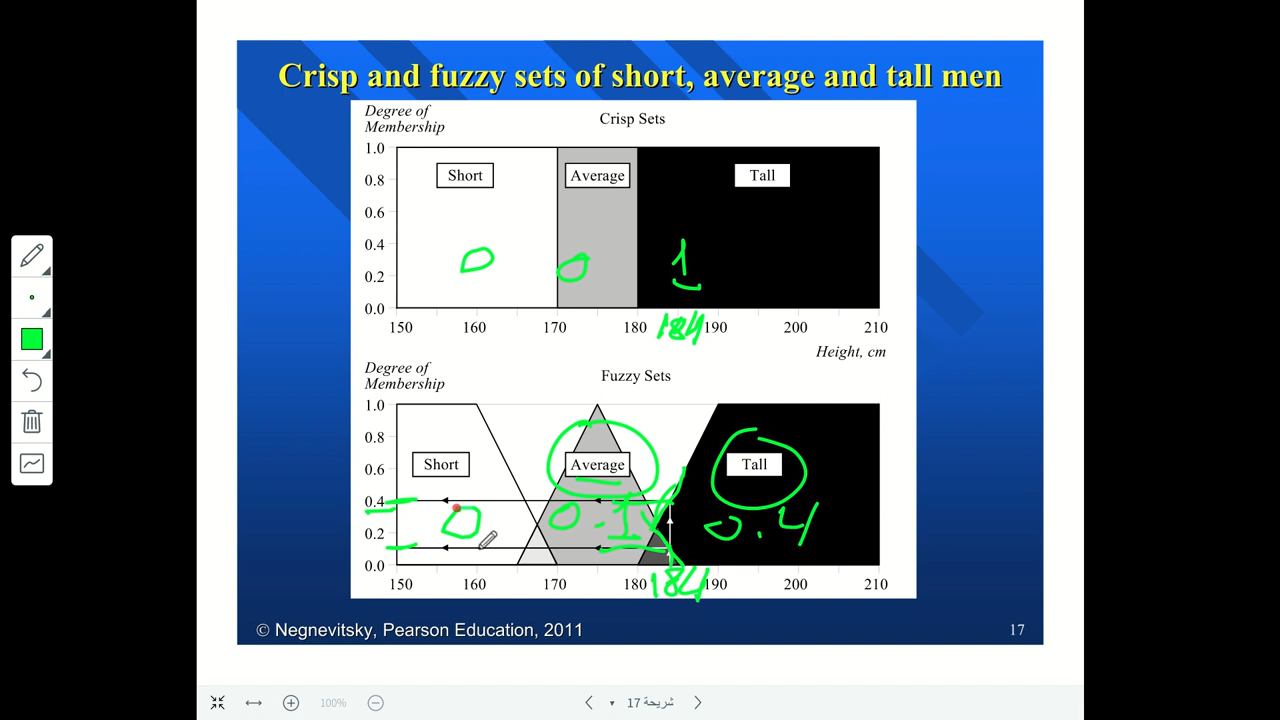 Crisp and fuzzy sets of short, average and tall men
Degree of
Membership
Crisp Sets
1.0
0.8
0.6
0.4
0.2
0.0
Short
Average
Tall
0
0
1
184
150 160 170 180 190 200 210
Height, cm
Degree of
Membership
Fuzzy Sets
1.0
0.8
0.6
0.4
0.2
0.0
Short
Average
Tall
0
0.1
0.4
184
150 160 170 180 190 200 210
© Negnevitsky, Pearson Education, 2011
17
100%
شريحة 17